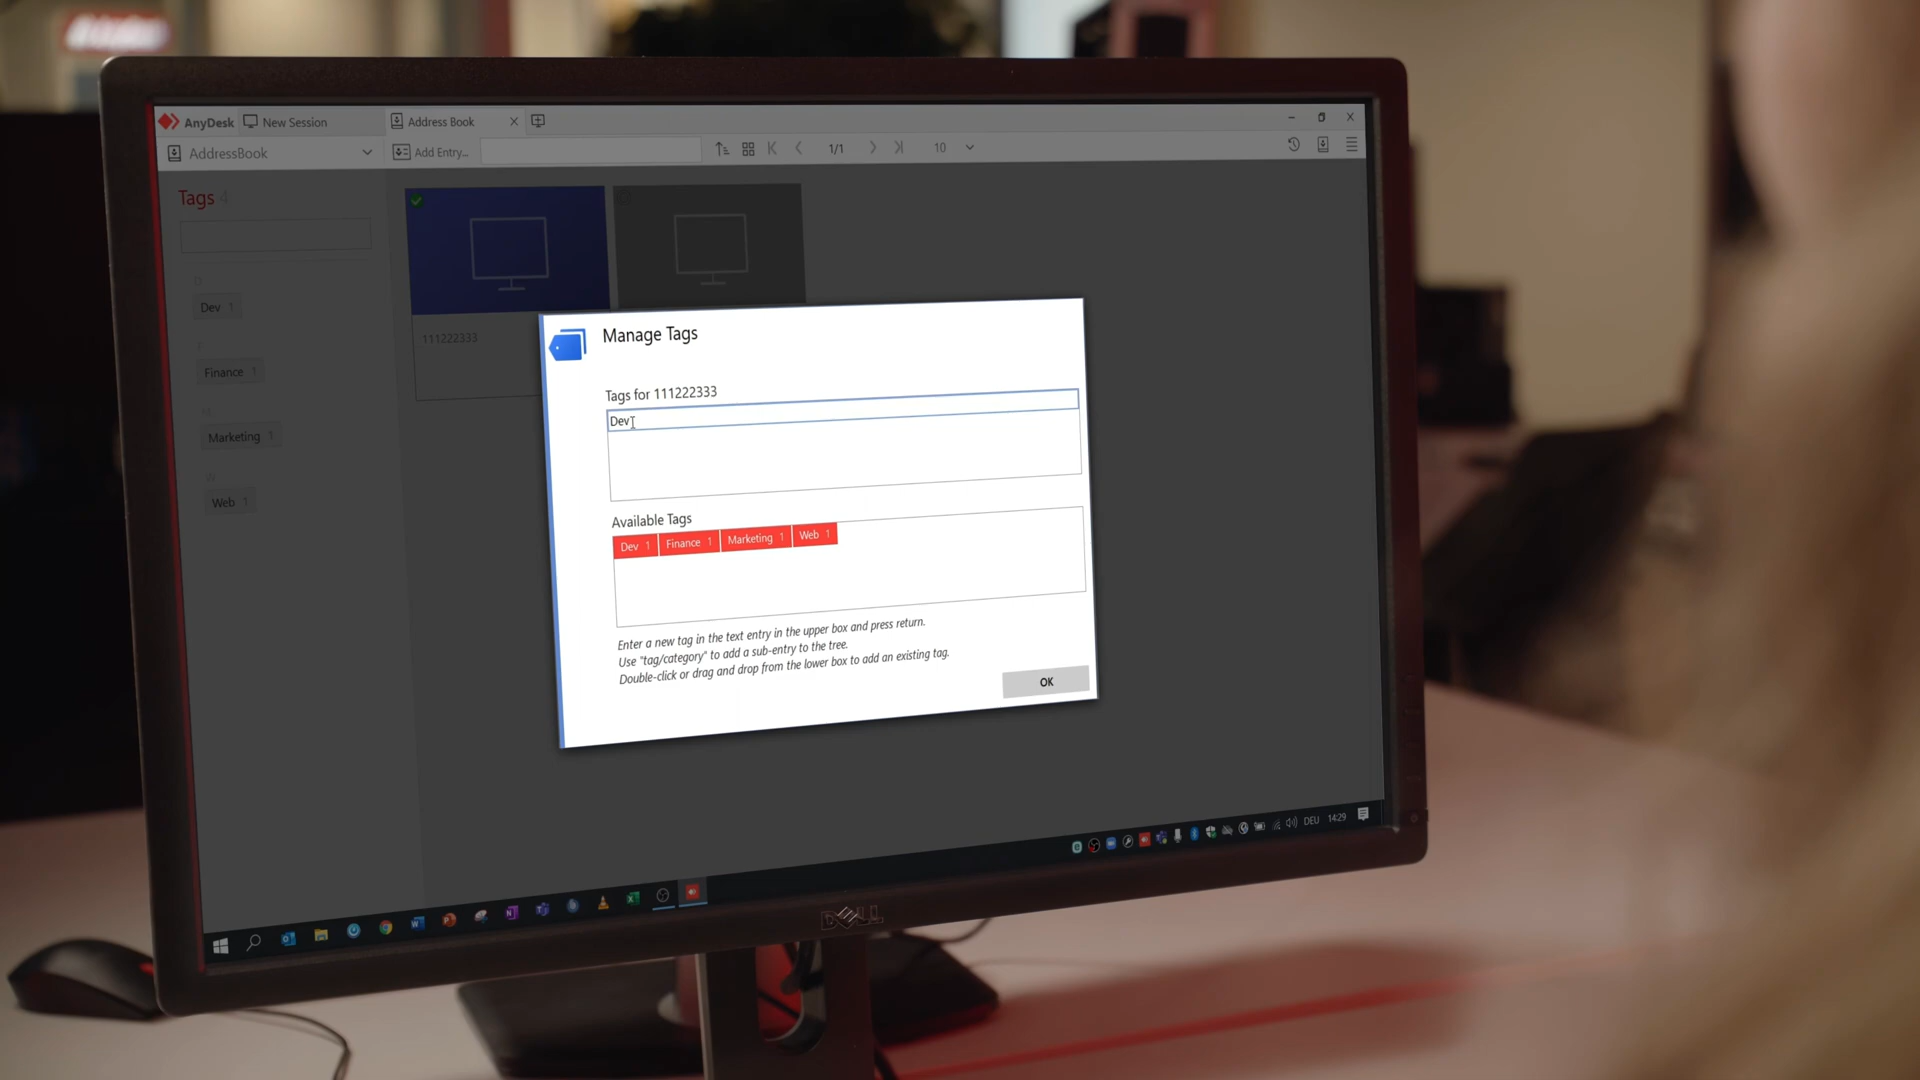 AnyDesk New Session Address Book
AddressBook Add Entry... 1/1 10
Tags 4
D
Dev 1
F
Finance 1
M
Marketing 1
W
Web 1
111222333
Manage Tags
Tags for 111222333
Dev
Available Tags
Dev 1 Finance 1 Marketing 1 Web 1
Enter a new tag in the text entry in the upper box and press return.
Use "tag/category" to add a sub-entry to the tree.
Double-click or drag and drop from the lower box to add an existing tag.
OK
DEU 14:29
DELL